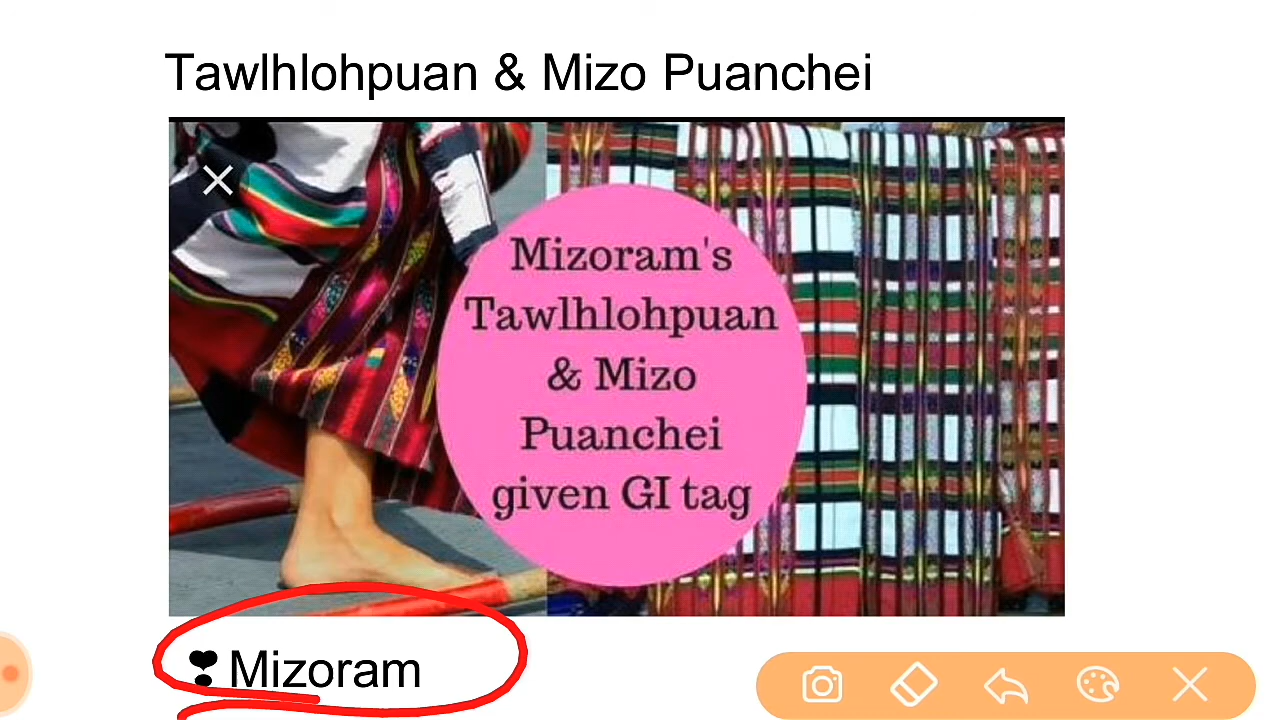 Tawlhlohpuan & Mizo Puanchei
Mizoram's
Tawlhlohpuan
& Mizo
Puanchei
given GI tag
❣ Mizoram